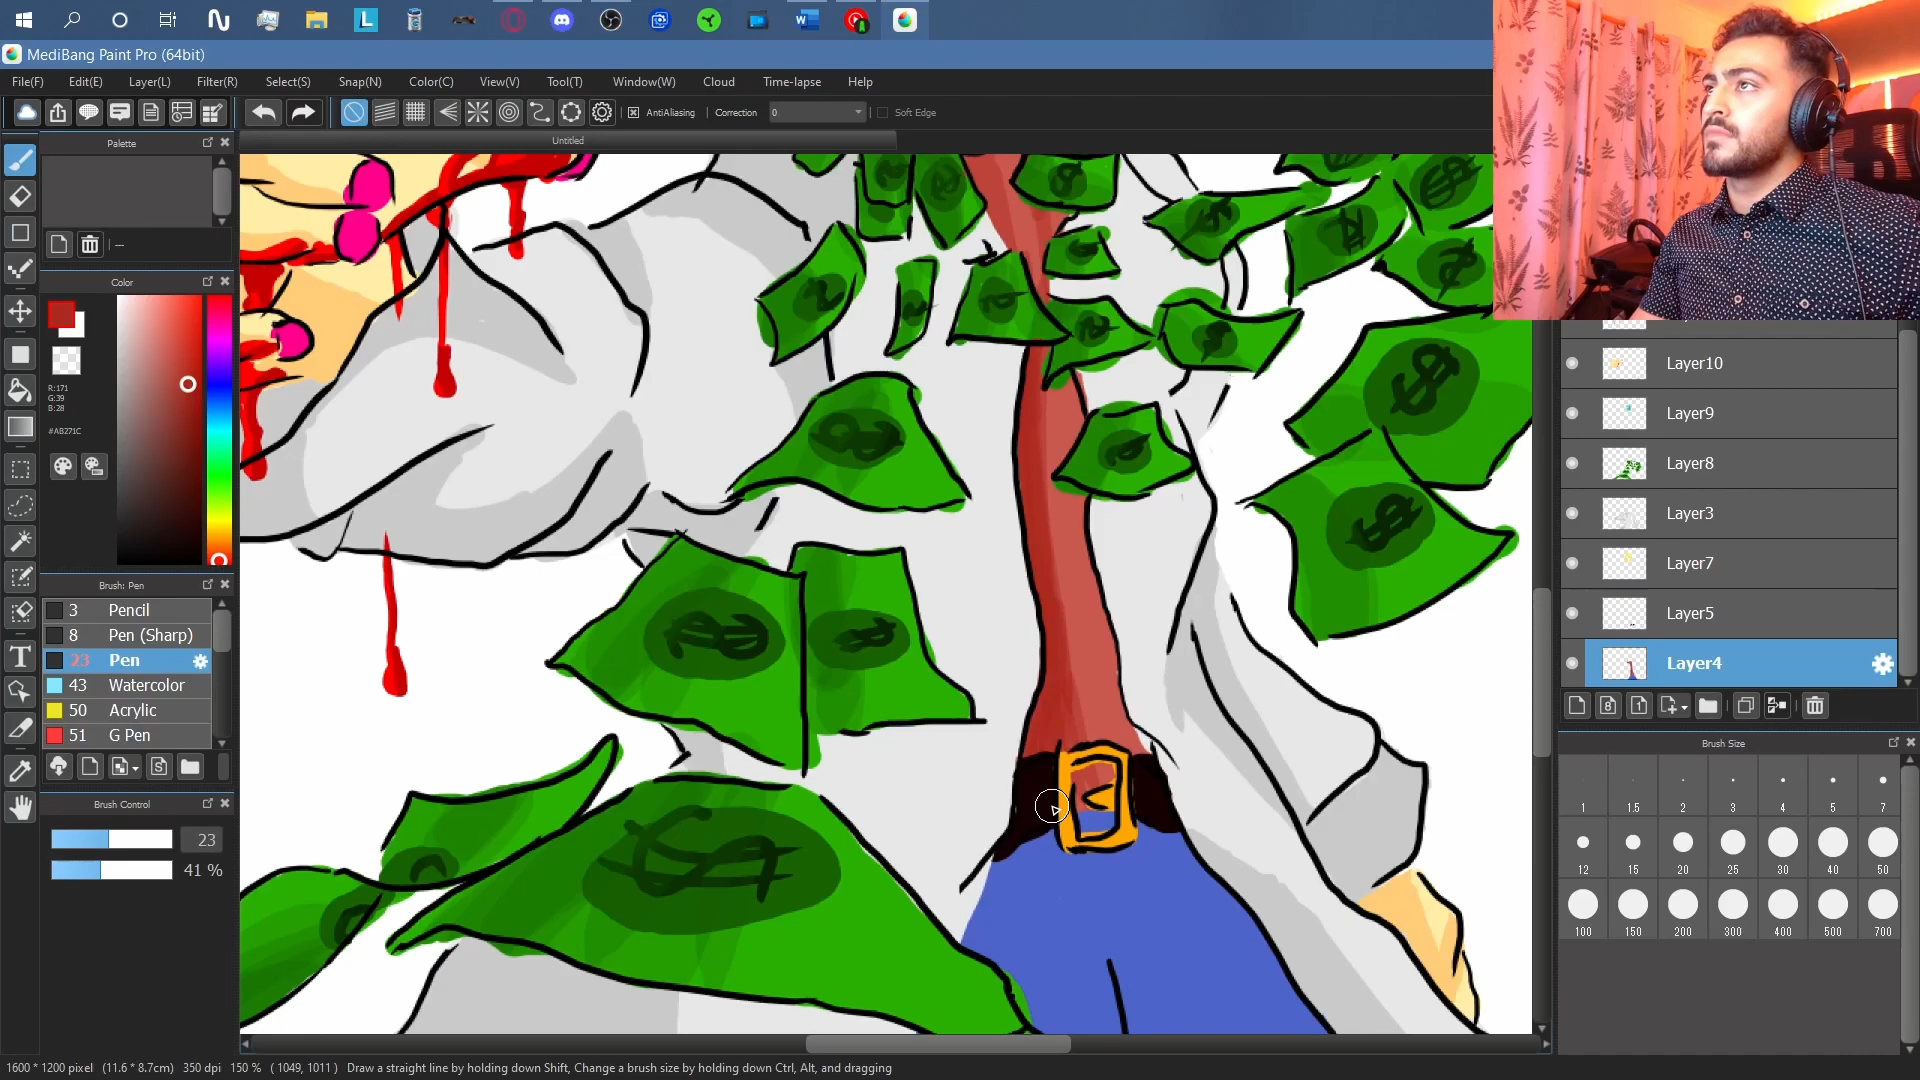 MediBang Paint Pro (64bit)
File(F) Edit(E) Layer(L) Filter(R) Select(S) Snap(N) Color(C) View(V) Tool(T) Window(W) Cloud Time-lapse Help
AntiAliasing Correction 0 Soft Edge
Palette
Untitled
--
Color
R:171
G:39
B:28
#AB271C
Brush: Pen
3 Pencil
8 Pen (Sharp)
23 Pen
43 Watercolor
50 Acrylic
51 G Pen
Brush Control
23
41 %
Layer10
Layer9
Layer8
Layer3
Layer7
Layer5
Layer4
Brush Size
1 1.5 2 3 4 5 7
12 15 20 25 30 40 50
100 150 200 300 400 500 700
1600 * 1200 pixel (11.6 * 8.7cm) 350 dpi 150 % ( 1049, 1011 ) Draw a straight line by holding down Shift, Change a brush size by holding down Ctrl, Alt, and dragging